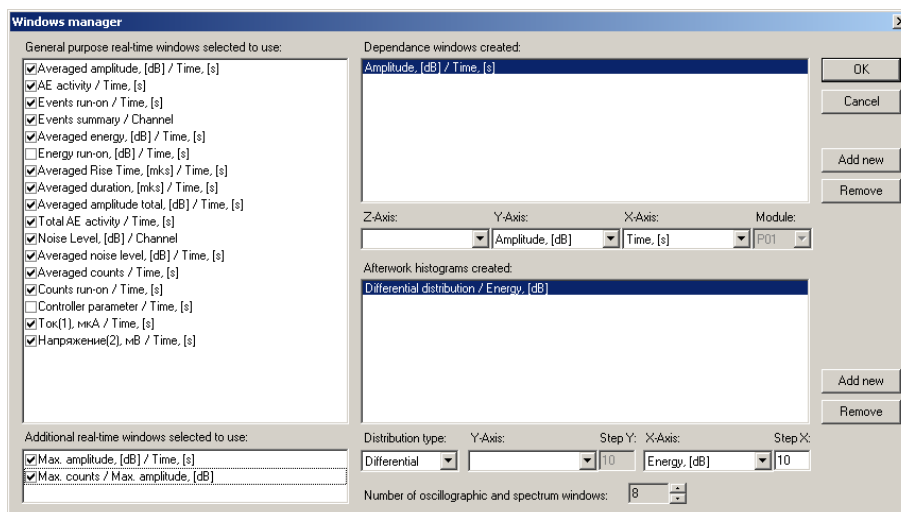 Windows manager
General purpose real-time windows selected to use:
Averaged amplitude, [dB] / Time, [s]
AE activity / Time, [s]
Events run-on / Time, [s]
Events summary / Channel
Averaged energy, [dB] / Time, [s]
Energy run-on, [dB] / Time, [s]
Averaged Rise Time, [mks] / Time, [s]
Averaged duration, [mks] / Time, [s]
Averaged amplitude total, [dB] / Time, [s]
Total AE activity / Time, [s]
Noise Level, [dB] / Channel
Averaged noise level, [dB] / Time, [s]
Averaged counts / Time, [s]
Counts run-on / Time, [s]
Controller parameter / Time, [s]
Ток(1), мкА / Time, [s]
Напряжение(2), мВ / Time, [s]
Additional real-time windows selected to use:
Max. amplitude, [dB] / Time, [s]
Max. counts / Max. amplitude, [dB]
Dependance windows created:
Amplitude, [dB] / Time, [s]
Z-Axis: Y-Axis: X-Axis: Module:
Amplitude, [dB] Time, [s] P01
Afterwork histograms created:
Differential distribution / Energy, [dB]
Distribution type: Y-Axis: Step Y: X-Axis: Step X:
Differential 10 Energy, [dB] 10
Number of oscillographic and spectrum windows: 8
OK
Cancel
Add new
Remove
Add new
Remove